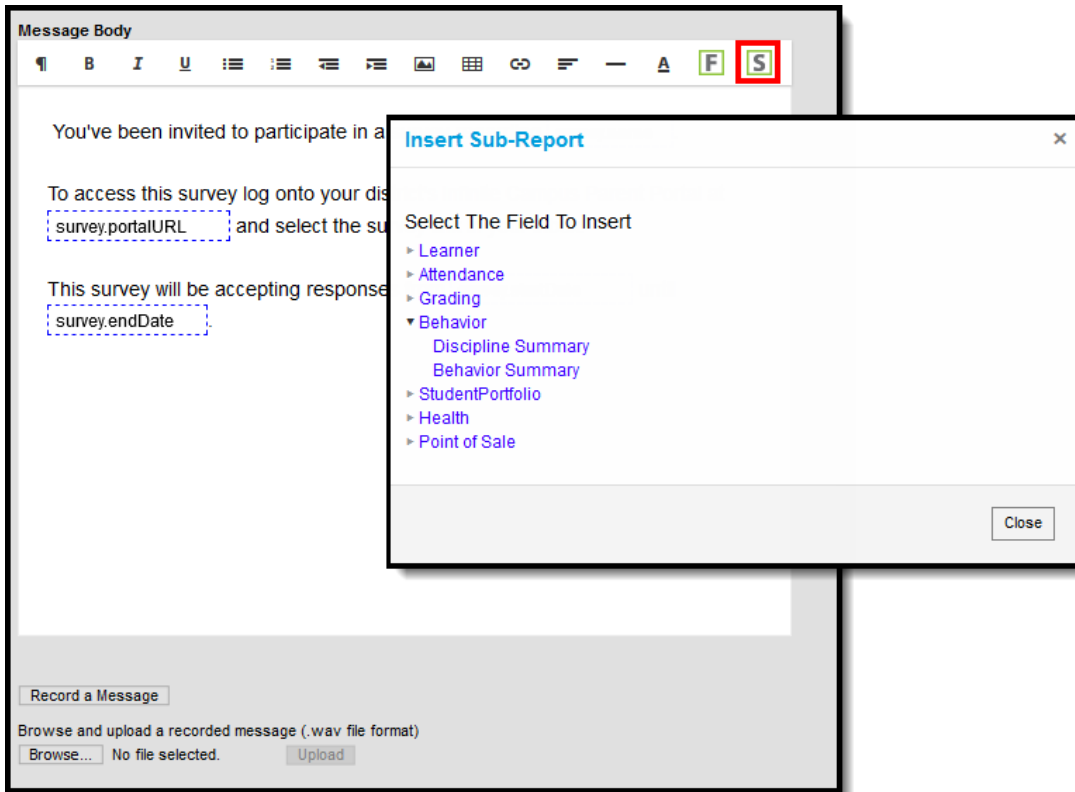 Message Body
¶ B I U A F S
You've been invited to participate in a
To access this survey log onto your dis
survey.portalURL and select the su
This survey will be accepting response
survey.endDate .
Insert Sub-Report ×
Select The Field To Insert
Learner
Attendance
Grading
Behavior
Discipline Summary
Behavior Summary
StudentPortfolio
Health
Point of Sale
Close
Record a Message
Browse and upload a recorded message (.wav file format)
Browse... No file selected. Upload